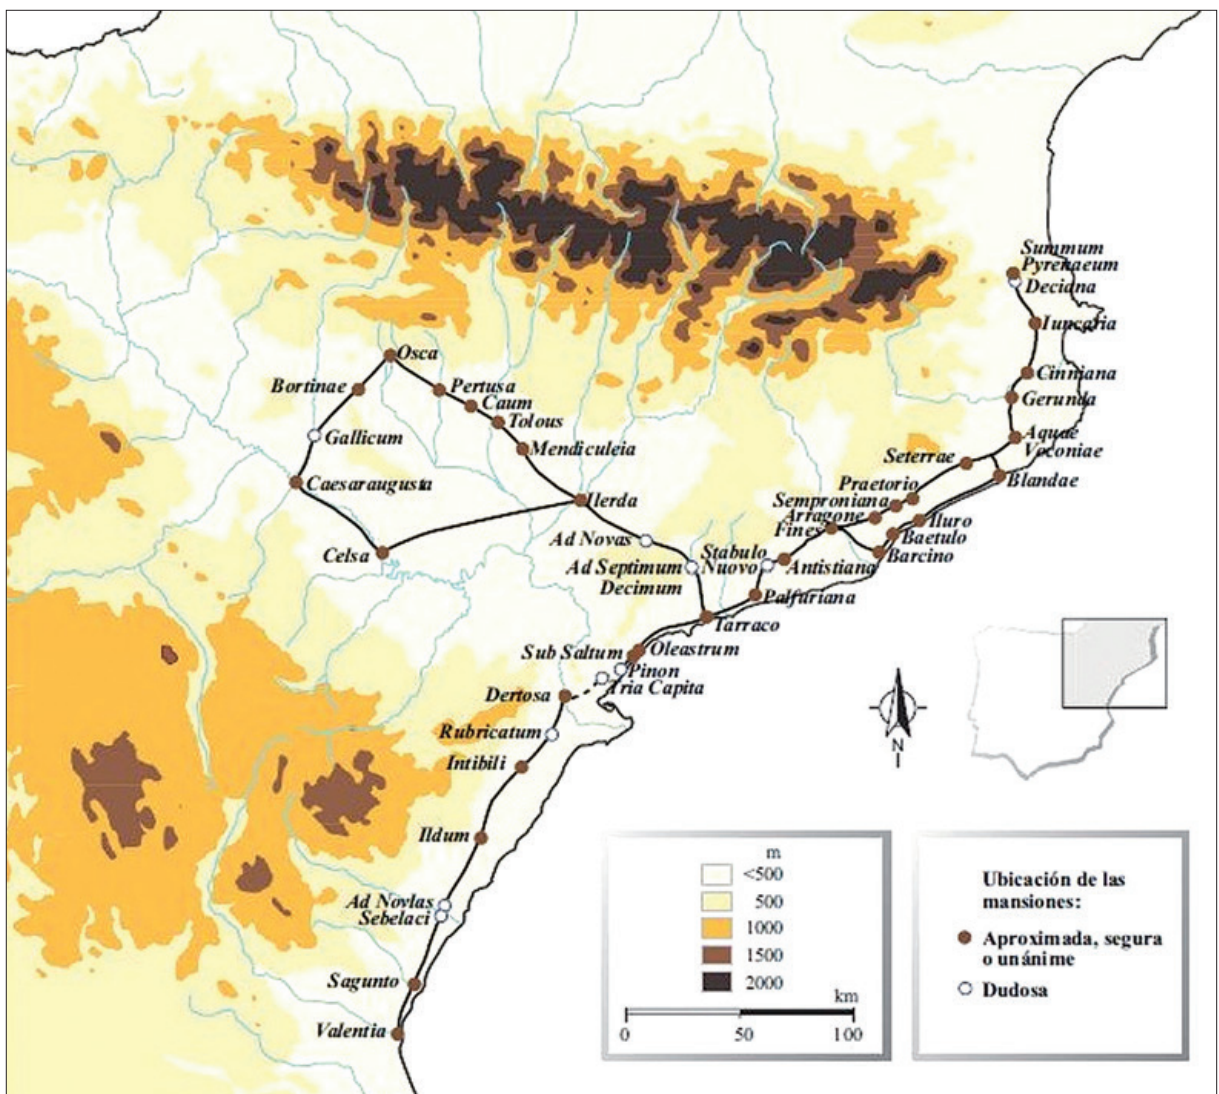 Summum
Pyrenaeum
Deciana
Iuncaria
Cinniana
Gerunda
Aquae
Voconiae
Seterrae
Blandae
Praetorio
Semproniana
Arragone
Fines
Iluro
Baetulo
Barcino
Antistiana
Stabulo
Nuovo
Palfuriana
Tarraco
Osca
Bortinae
Pertusa
Caum
Tolous
Gallicum
Mendiculeia
Caesaraugusta
Ilerda
Celsa
Ad Novas
Ad Septimum
Decimum
Sub Saltum
Oleastrum
Pinon
Tria Capita
Dertosa
Rubricatum
Intibili
Ildum
Ad Novlas
Sebelaci
Sagunto
Valentia
N
m
<500
500
1000
1500
2000
km
0 50 100
Ubicación de las
mansiones:
Aproximada, segura
o unánime
Dudosa